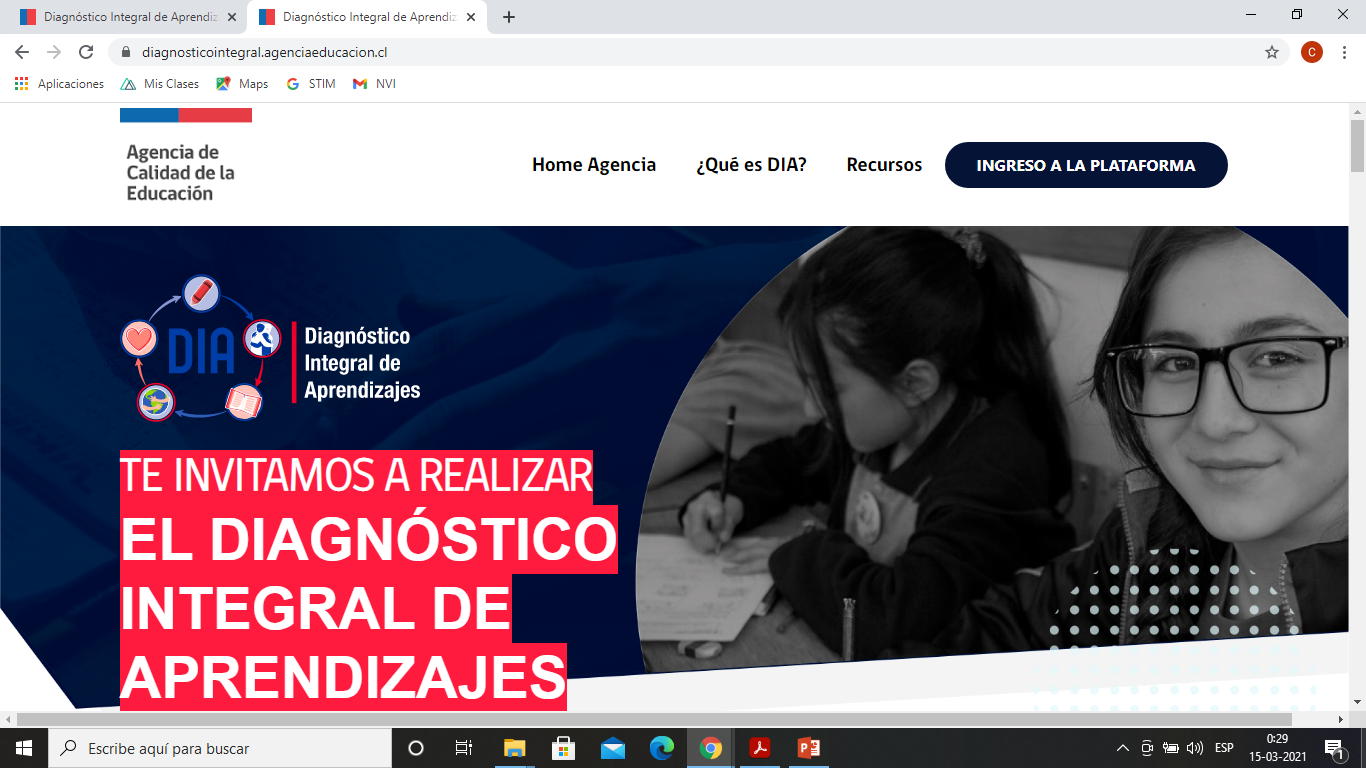 Diagnóstico Integral de Aprendiz
Diagnóstico Integral de Aprendiz
diagnosticointegral.agenciaeducacion.cl
C
Aplicaciones
Mis Clases
Maps
STIM
NVI
Agencia de
Calidad de la
Educación
Home Agencia
¿Qué es DIA?
Recursos
INGRESO A LA PLATAFORMA
DIA
Diagnóstico
Integral de
Aprendizajes
TE INVITAMOS A REALIZAR
EL DIAGNÓSTICO
INTEGRAL DE
APRENDIZAJES
Escribe aquí para buscar
ESP
0:29
15-03-2021
1